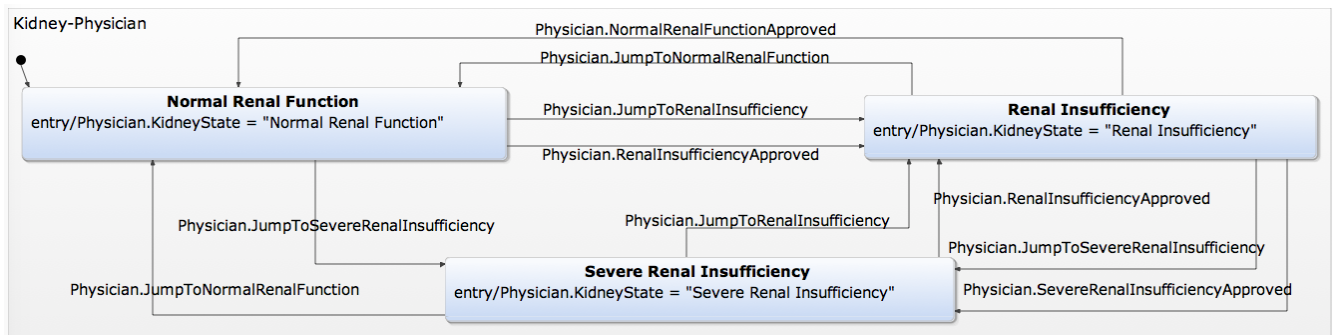 Kidney-Physician
Physician.NormalRenalFunctionApproved
Physician.JumpToNormalRenalFunction
Normal Renal Function
entry/Physician.KidneyState = "Normal Renal Function"
Physician.JumpToRenalInsufficiency
Physician.RenalInsufficiencyApproved
Renal Insufficiency
entry/Physician.KidneyState = "Renal Insufficiency"
Physician.JumpToSevereRenalInsufficiency
Physician.JumpToRenalInsufficiency
Physician.RenalInsufficiencyApproved
Physician.JumpToSevereRenalInsufficiency
Severe Renal Insufficiency
entry/Physician.KidneyState = "Severe Renal Insufficiency"
Physician.JumpToNormalRenalFunction
Physician.SevereRenalInsufficiencyApproved